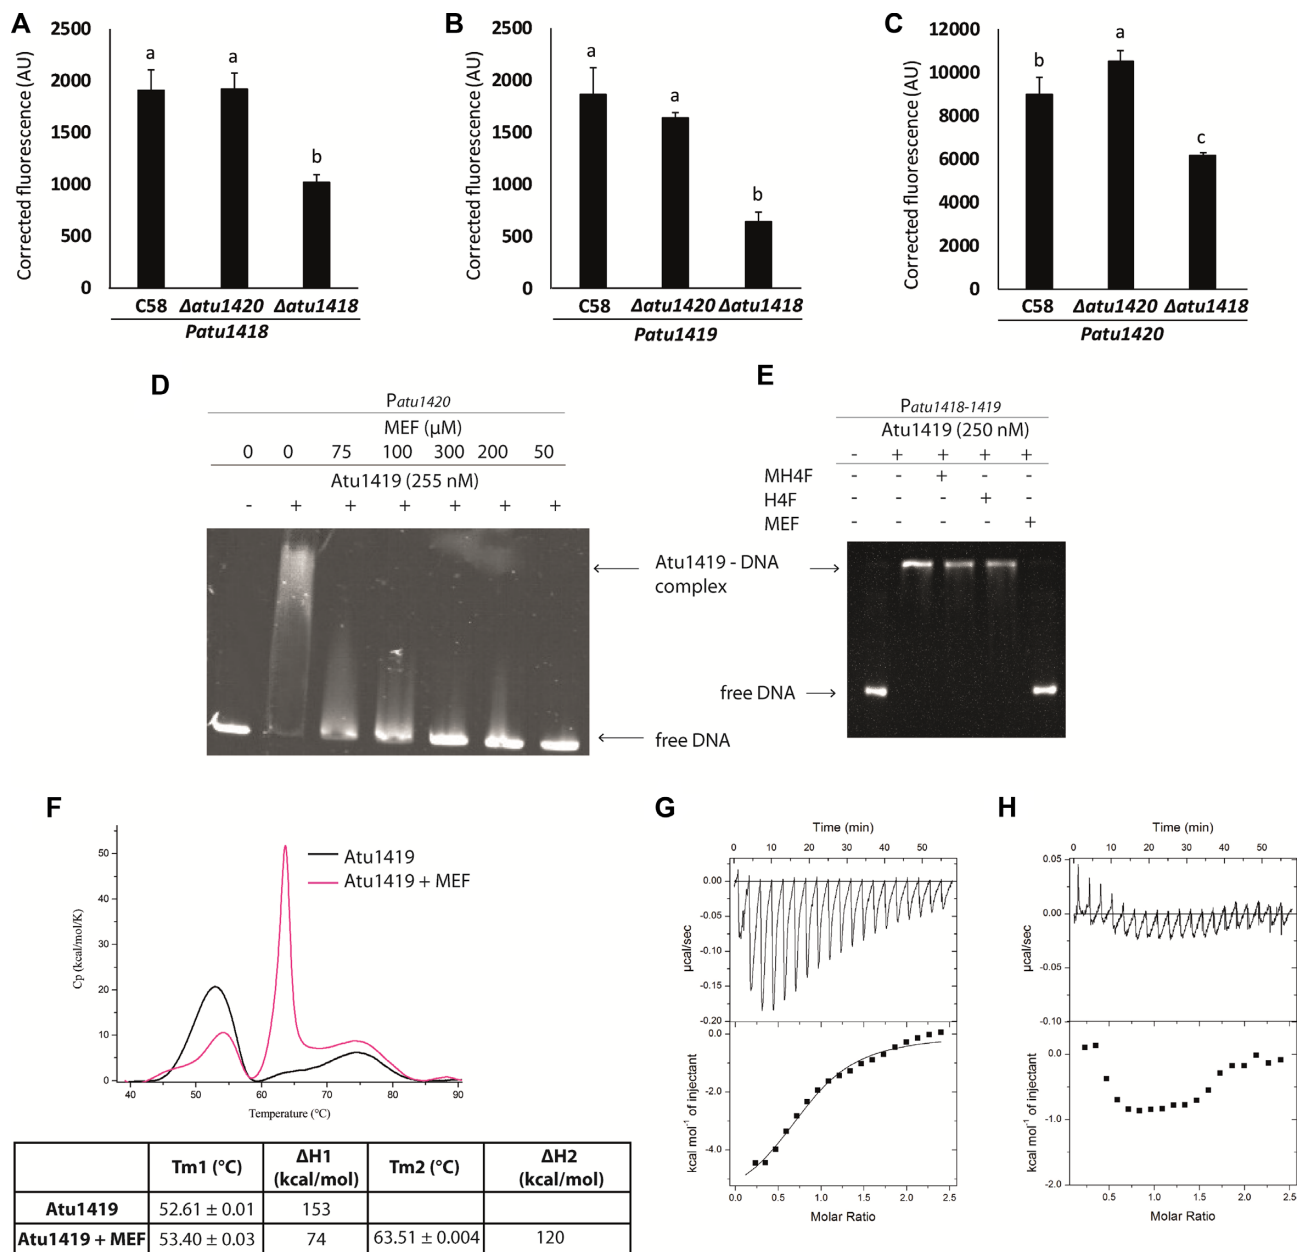 A
Corrected fluorescence (AU)
2500
2000
1500
1000
500
0
a
a
b
C58 Δatu1420 Δatu1418
Patu1418
B
Corrected fluorescence (AU)
2500
2000
1500
1000
500
0
a
a
b
C58 Δatu1420 Δatu1418
Patu1419
C
Corrected fluorescence (AU)
12000
10000
8000
6000
4000
2000
0
b
a
c
C58 Δatu1420 Δatu1418
Patu1420
D
Patu1420
MEF (µM)
0 0 75 100 300 200 50
Atu1419 (255 nM)
- + + + + + +
Atu1419 - DNA
complex
free DNA
free DNA
E
Patu1418-1419
Atu1419 (250 nM)
- + + + +
MH4F - - + - -
H4F - - - + -
MEF - - - - +
F
Cp (kcal/mol/K)
50
40
30
20
10
0
40 50 60 70 80 90
Temperature (°C)
Atu1419
Atu1419 + MEF
Tm1 (°C) ΔH1 (kcal/mol) Tm2 (°C) ΔH2 (kcal/mol)
Atu1419 52.61 ± 0.01 153
Atu1419 + MEF 53.40 ± 0.03 74 63.51 ± 0.004 120
G
Time (min)
0 10 20 30 40 50
µcal/sec
0.00
-0.05
-0.10
-0.15
-0.20
kcal mol⁻¹ of injectant
0.0
-2.0
-4.0
0.0 0.5 1.0 1.5 2.0 2.5
Molar Ratio
H
Time (min)
0 10 20 30 40 50
µcal/sec
0.05
0.00
-0.05
-0.10
kcal mol⁻¹ of injectant
0.0
-1.0
-2.0
0.5 1.0 1.5 2.0 2.5
Molar Ratio